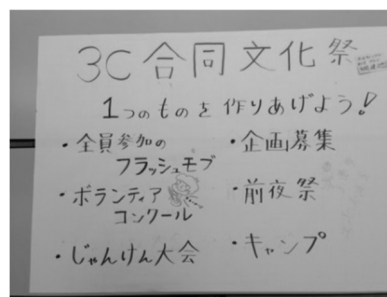 3C合同文化祭
1つのものを作りあげよう!
・全員参加の
フラッシュモブ
・企画募集
・ボランティア
コンクール
・前夜祭
・じゃんけん大会
・キャンプ